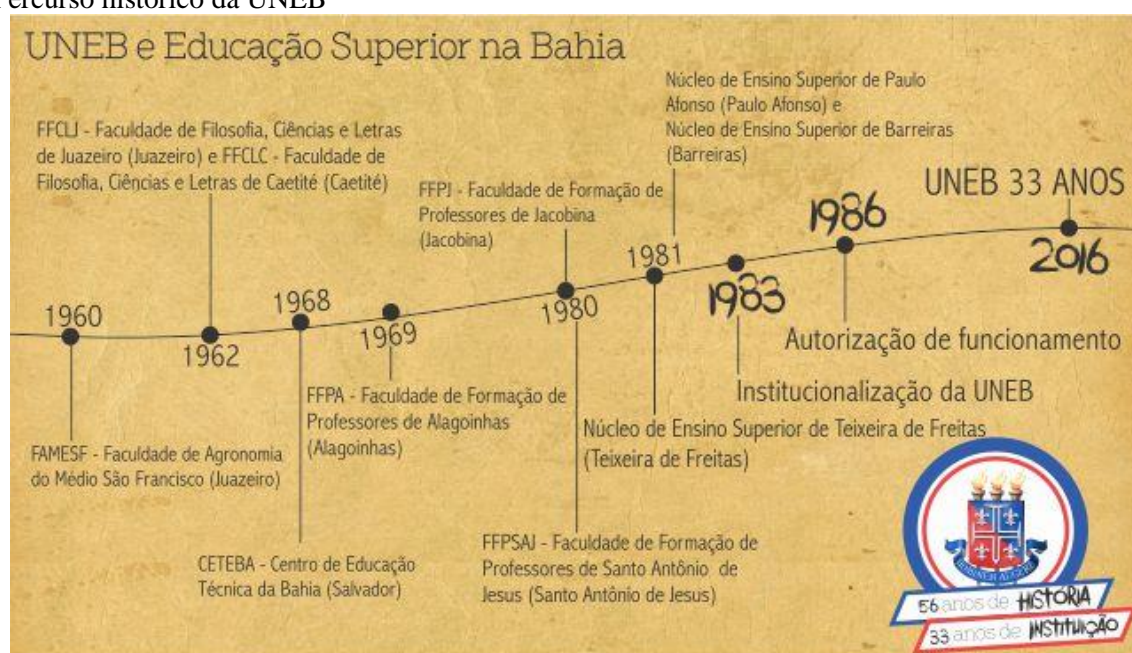 Percurso histórico da UNEB
UNEB e Educação Superior na Bahia
Núcleo de Ensino Superior de Paulo
Afonso (Paulo Afonso) e
Núcleo de Ensino Superior de Barreiras
(Barreiras)
FFCLJ - Faculdade de Filosofia, Ciências e Letras
de Juazeiro (Juazeiro) e FFCLC - Faculdade de
Filosofia, Ciências e Letras de Caetité (Caetité)
FFPJ - Faculdade de Formação de
Professores de Jacobina
(Jacobina)
UNEB 33 ANOS
1960
1962
1968
1969
1980
1981
1983
1986
2016
Autorização de funcionamento
Institucionalização da UNEB
FFPA - Faculdade de Formação de
Professores de Alagoinhas
(Alagoinhas)
Núcleo de Ensino Superior de Teixeira de Freitas
(Teixeira de Freitas)
FAMESF - Faculdade de Agronomia
do Médio São Francisco (Juazeiro)
CETEBA - Centro de Educação
Técnica da Bahia (Salvador)
FFPSAJ - Faculdade de Formação de
Professores de Santo Antônio de
Jesus (Santo Antônio de Jesus)
56 anos de HISTÓRIA
33 anos de INSTITUIÇÃO